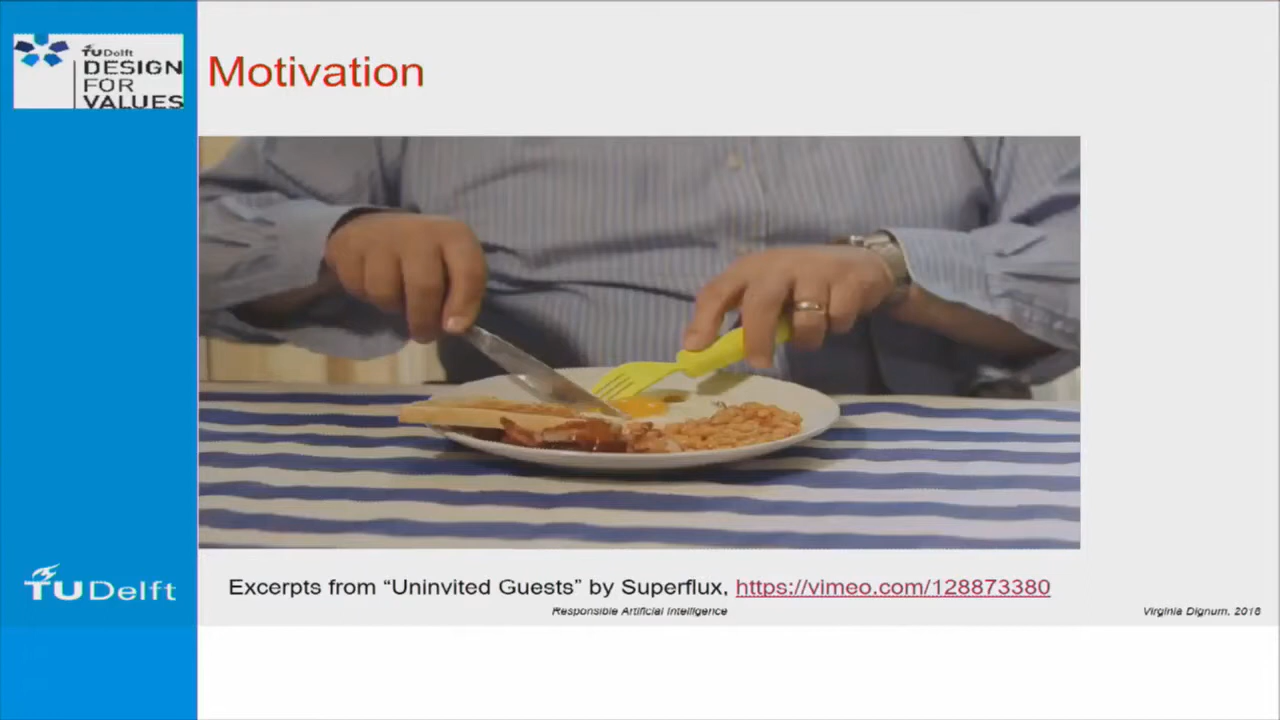 TU Delft
DESIGN
FOR
VALUES
Motivation
TU Delft
Excerpts from “Uninvited Guests” by Superflux, https://vimeo.com/128873380
Responsible Artificial Intelligence
Virginia Dignum, 2018